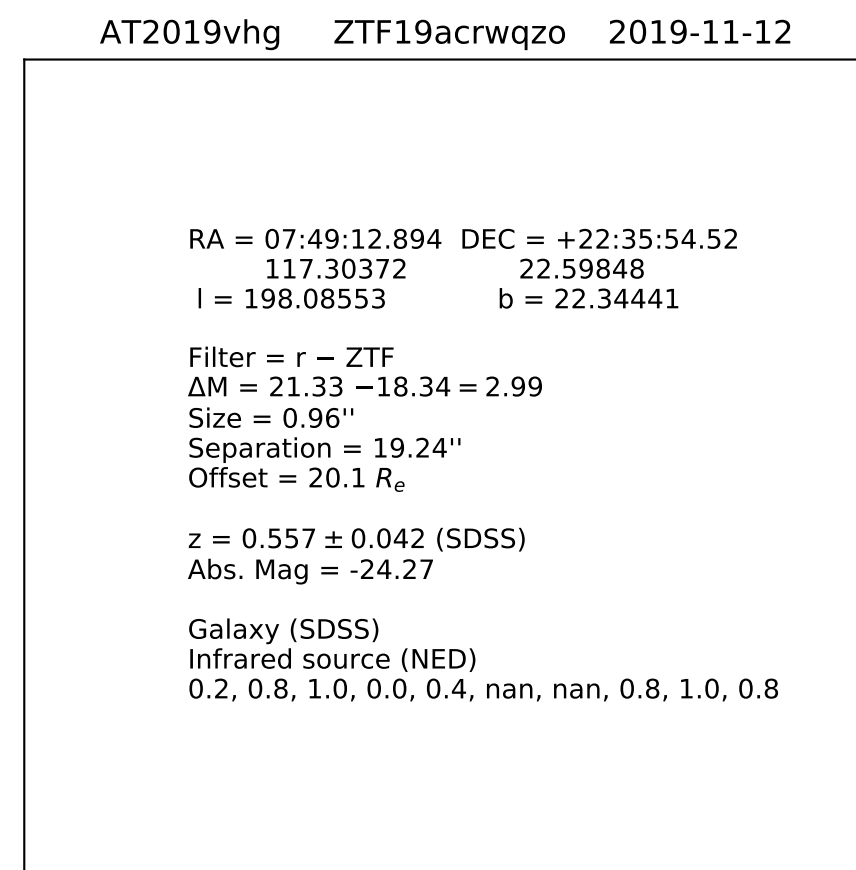 AT2019vhg ZTF19acrwqzo 2019-11-12
RA = 07:49:12.894 DEC = +22:35:54.52
117.30372 22.59848
l = 198.08553 b = 22.34441
Filter = r − ZTF
ΔM = 21.33 −18.34 = 2.99
Size = 0.96''
Separation = 19.24''
Offset = 20.1 Re
z = 0.557 ± 0.042 (SDSS)
Abs. Mag = -24.27
Galaxy (SDSS)
Infrared source (NED)
0.2, 0.8, 1.0, 0.0, 0.4, nan, nan, 0.8, 1.0, 0.8